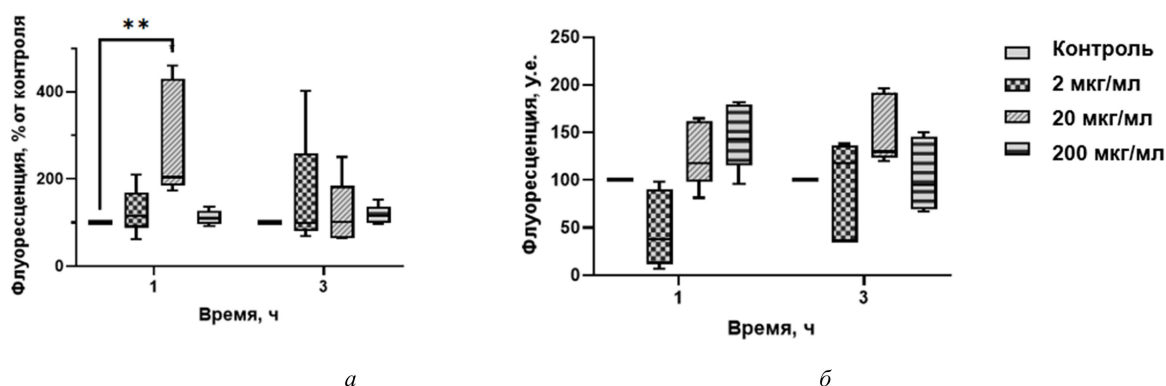 Флуоресценция, % от контроля
**
400
200
0
1
3
Время, ч
а
Флуоресценция, у.е.
250
200
150
100
50
0
1
3
Время, ч
б
Контроль
2 мкг/мл
20 мкг/мл
200 мкг/мл